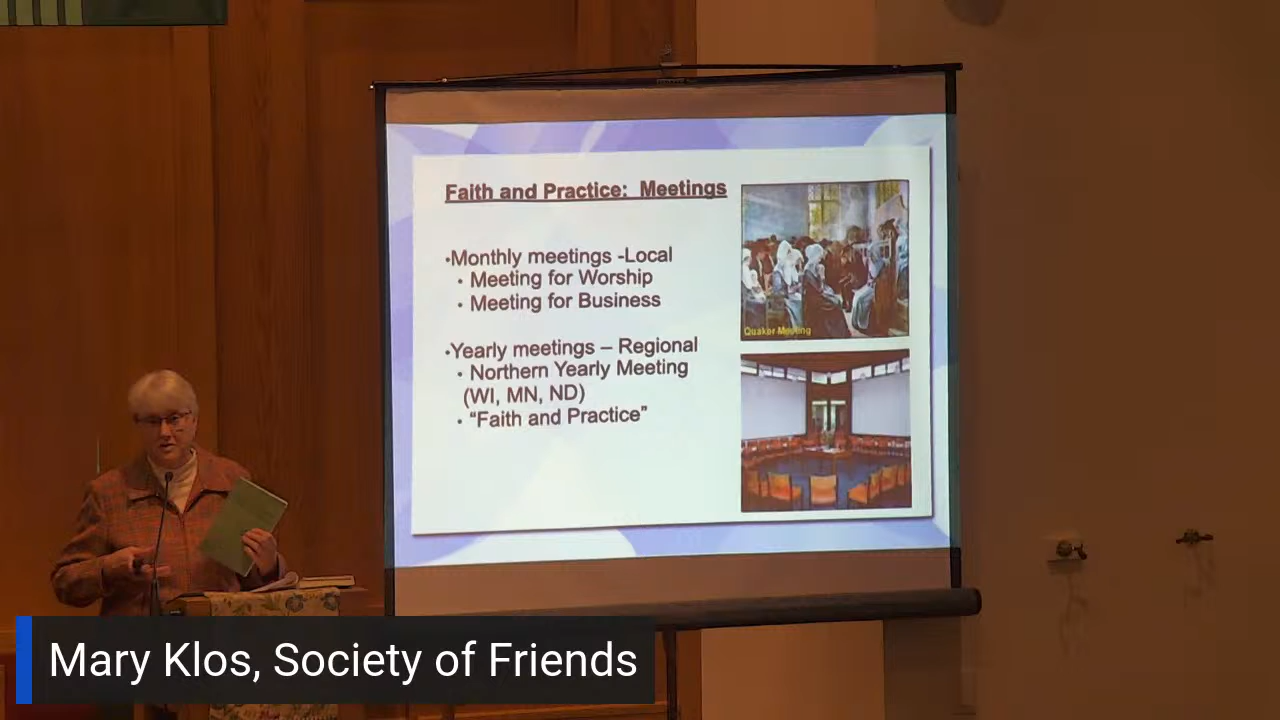 Faith and Practice: Meetings
•Monthly meetings -Local
• Meeting for Worship
• Meeting for Business
•Yearly meetings – Regional
• Northern Yearly Meeting
(WI, MN, ND)
• “Faith and Practice”
Quaker Meeting
Mary Klos, Society of Friends